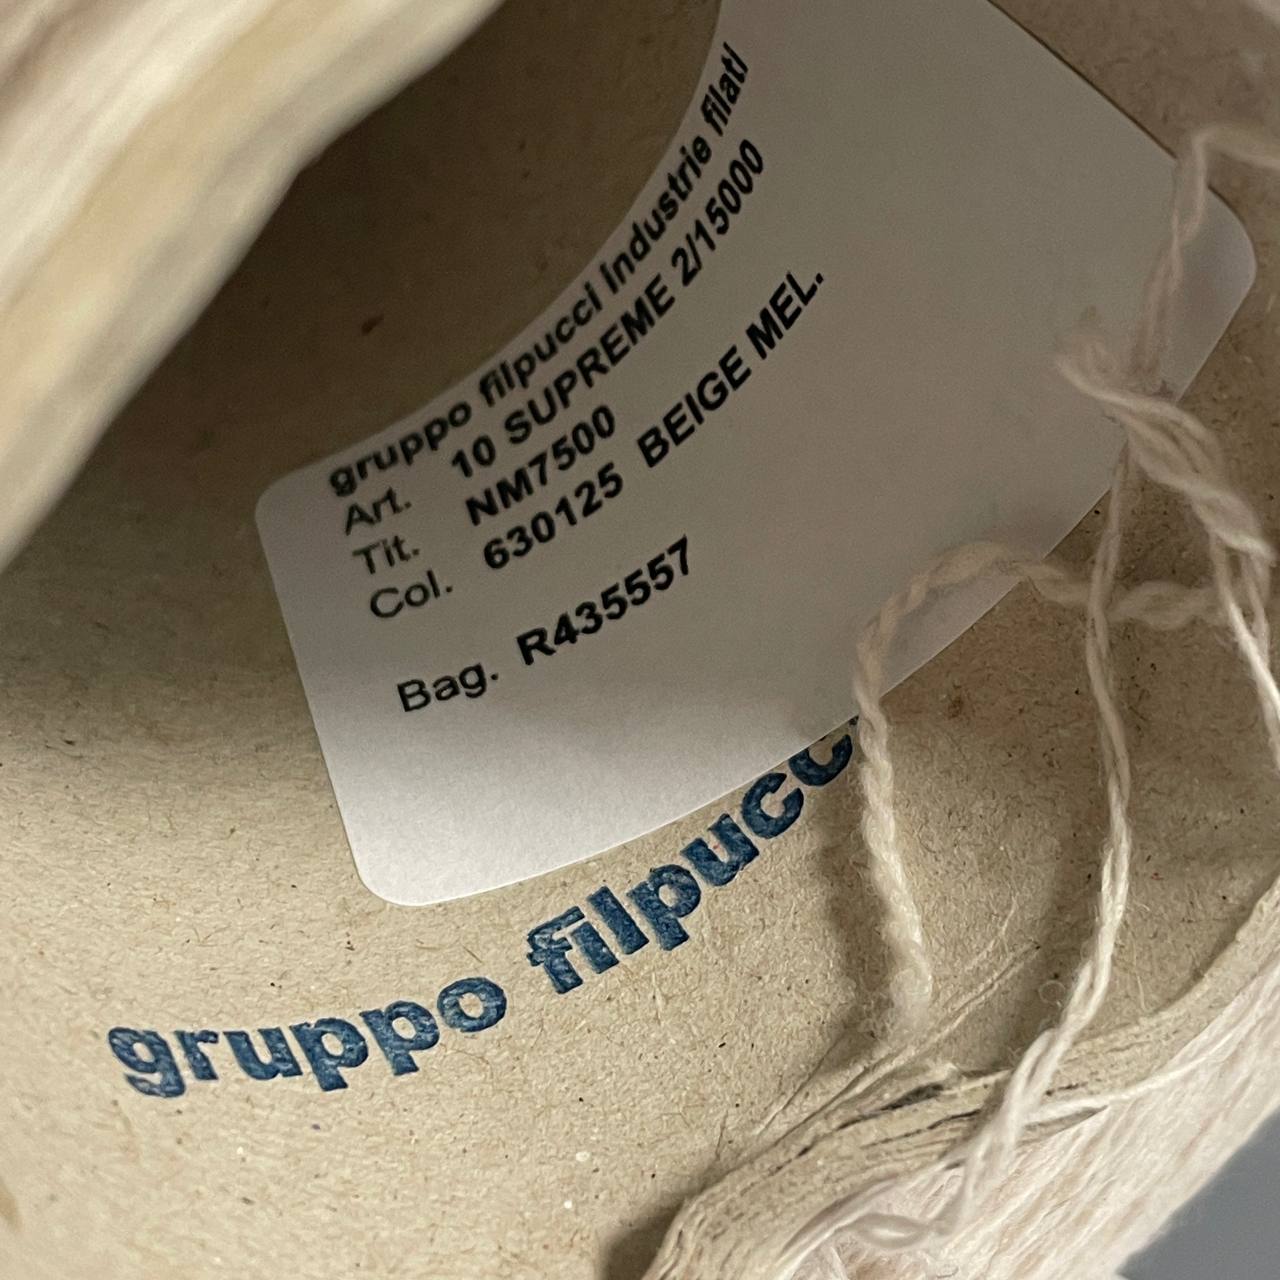 gruppo filpucci industrie filati
Art. 10 SUPREME 2/15000
Tit. NM7500
Col. 630125 BEIGE MEL.
Bag. R435557
gruppo filpucc